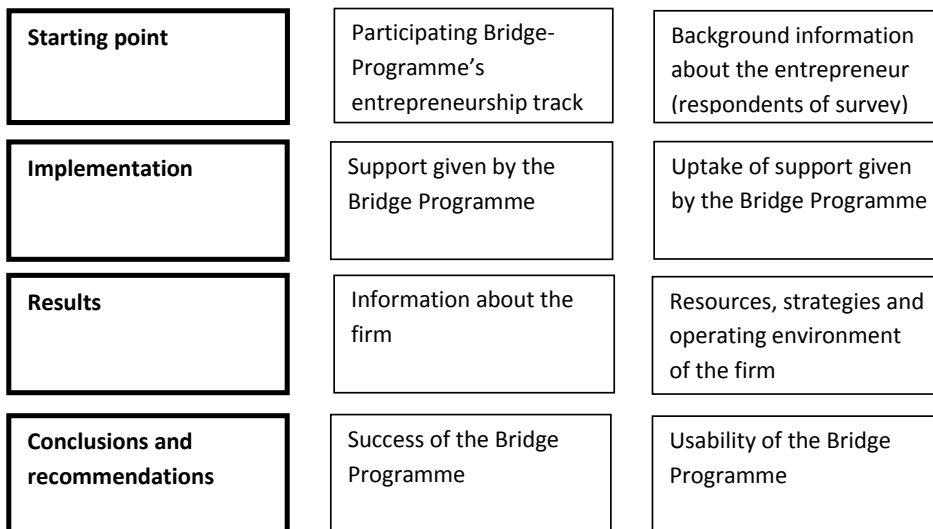 Starting point
Participating Bridge-
Programme’s
entrepreneurship track
Background information
about the entrepreneur
(respondents of survey)
Implementation
Support given by the
Bridge Programme
Uptake of support given
by the Bridge Programme
Results
Information about the
firm
Resources, strategies and
operating environment
of the firm
Conclusions and
recommendations
Success of the Bridge
Programme
Usability of the Bridge
Programme